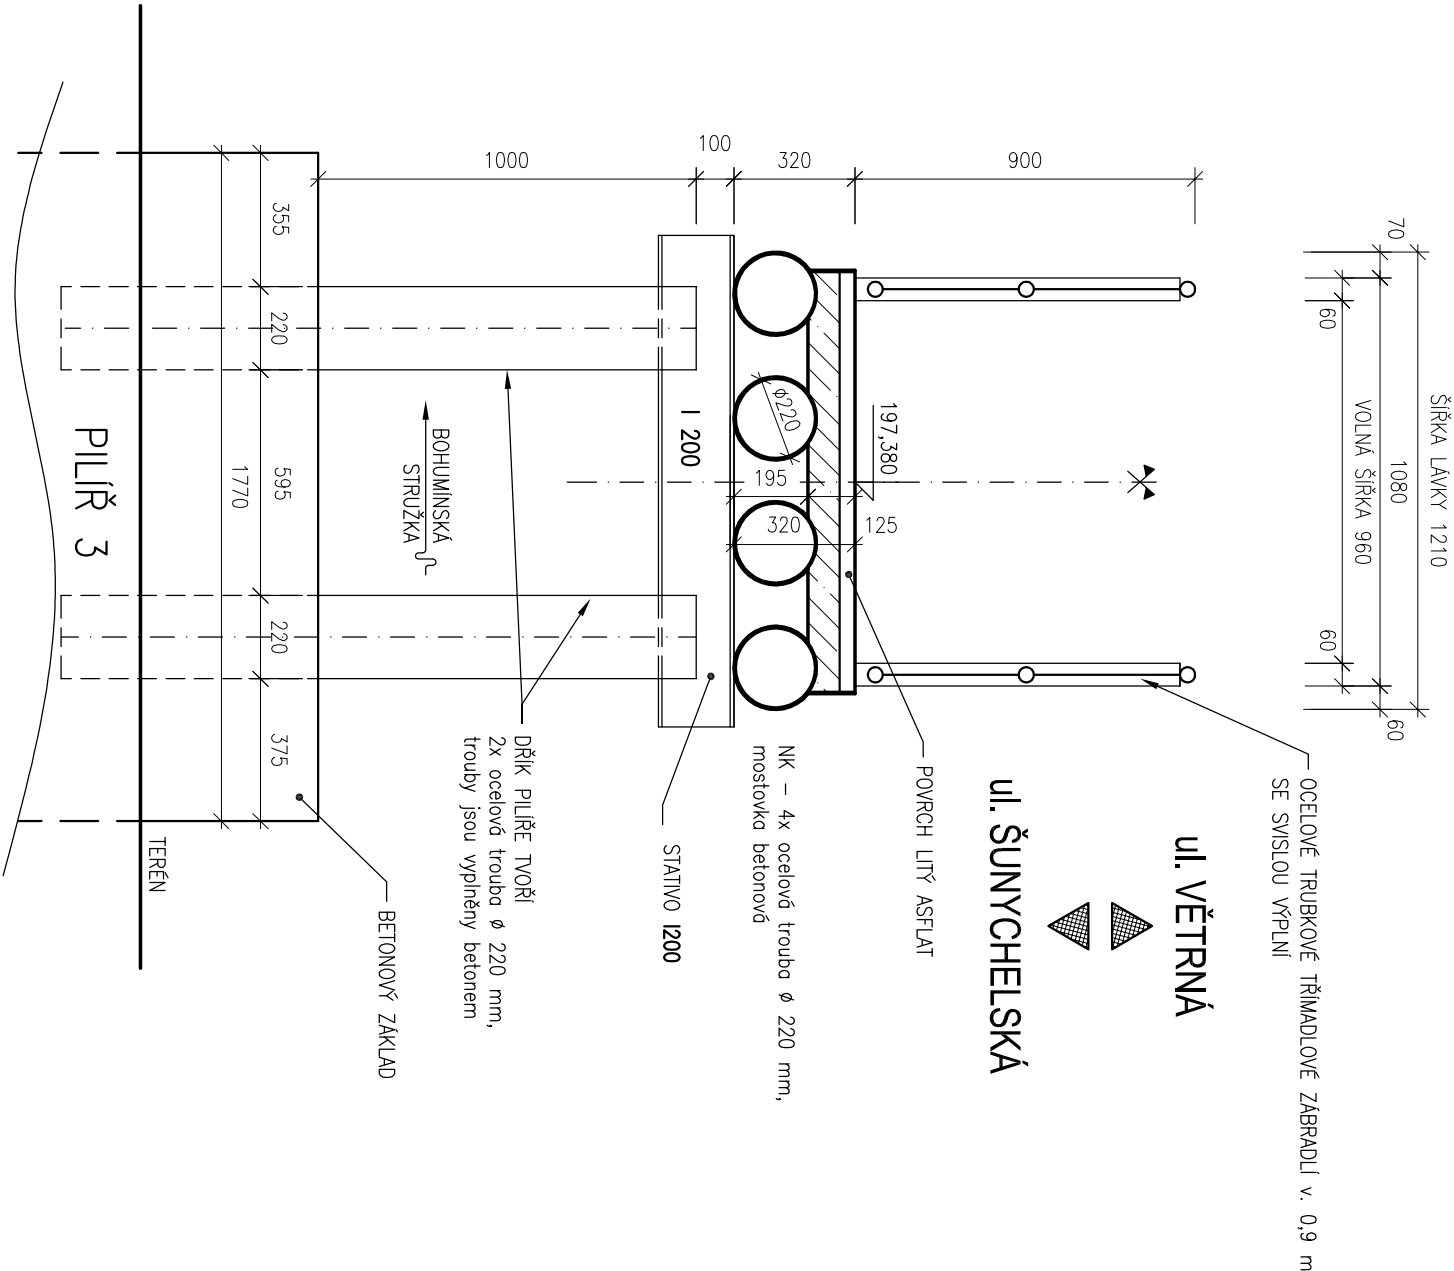 ŠÍŘKA LÁVKY 1210
70
1080
60
VOLNÁ ŠÍŘKA 960
60
60
OCELOVÉ TRUBKOVÉ TŘÍMADLOVÉ ZÁBRADLÍ v. 0,9 m
SE SVISLOU VÝPLNÍ
ul. VĚTRNÁ
ul. ŠUNYCHELSKÁ
900
197,380
POVRCH LITÝ ASFLAT
125
320
320
195
ø220
NK - 4x ocelová trouba ø 220 mm,
mostovka betonová
100
I 200
STATIVO I200
1000
DŘÍK PILÍŘE TVOŘÍ
2x ocelová trouba ø 220 mm,
trouby jsou vyplněny betonem
BOHUMÍNSKÁ
STRUŽKA
BETONOVÝ ZÁKLAD
355
220
595
220
375
1770
TERÉN
PILÍŘ 3